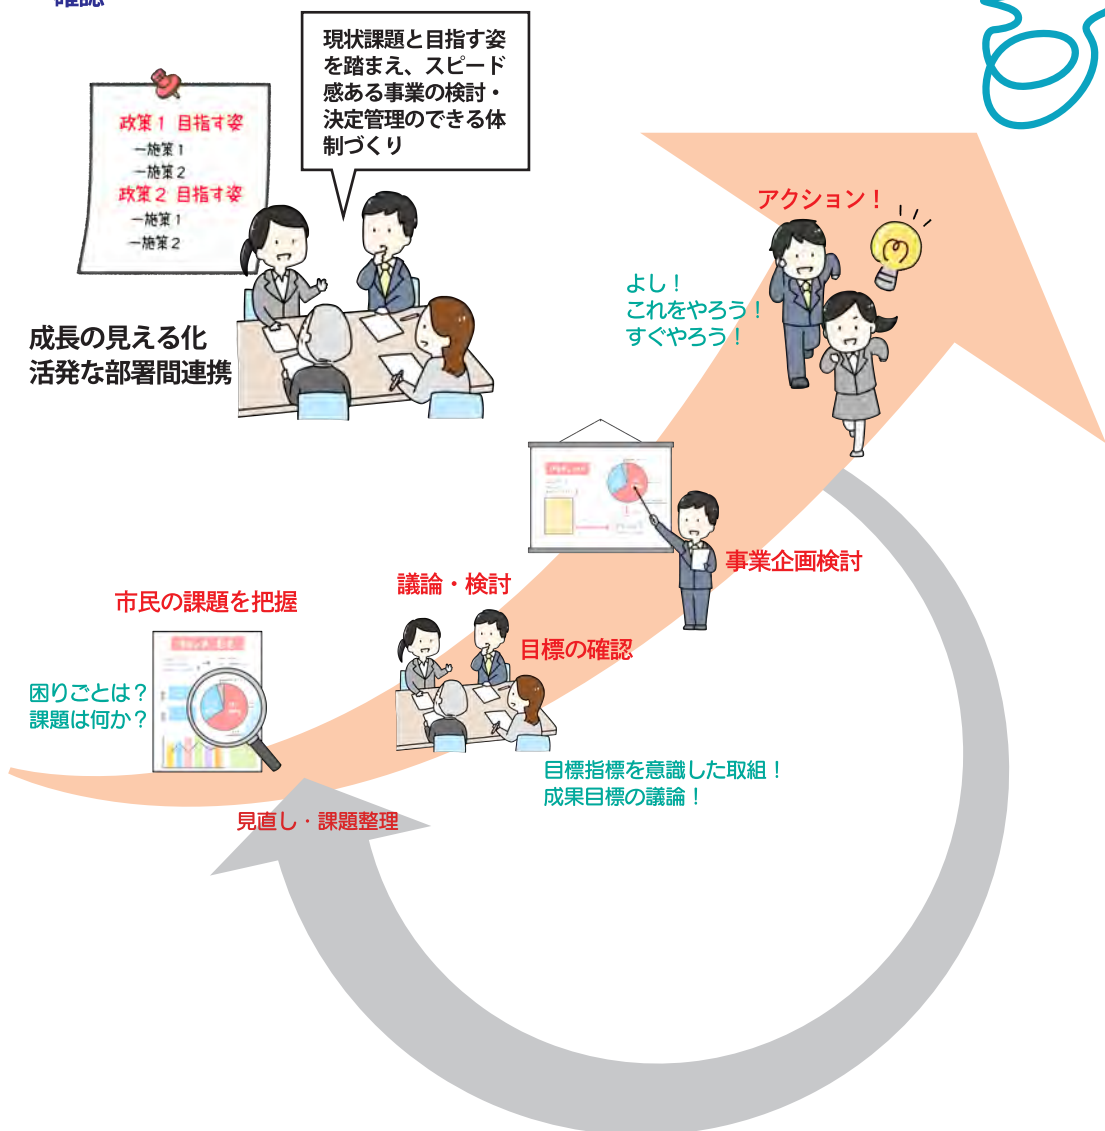 確認
現状課題と目指す姿
を踏まえ、スピード
感ある事業の検討・
決定管理のできる体
制づくり
政策1 目指す姿
ー施策1
ー施策2
政策2 目指す姿
ー施策1
ー施策2
成長の見える化
活発な部署間連携
アクション！
よし！
これをやろう！
すぐやろう！
事業企画検討
議論・検討
目標の確認
市民の課題を把握
困りごとは？
課題は何か？
目標指標を意識した取組！
成果目標の議論！
見直し・課題整理